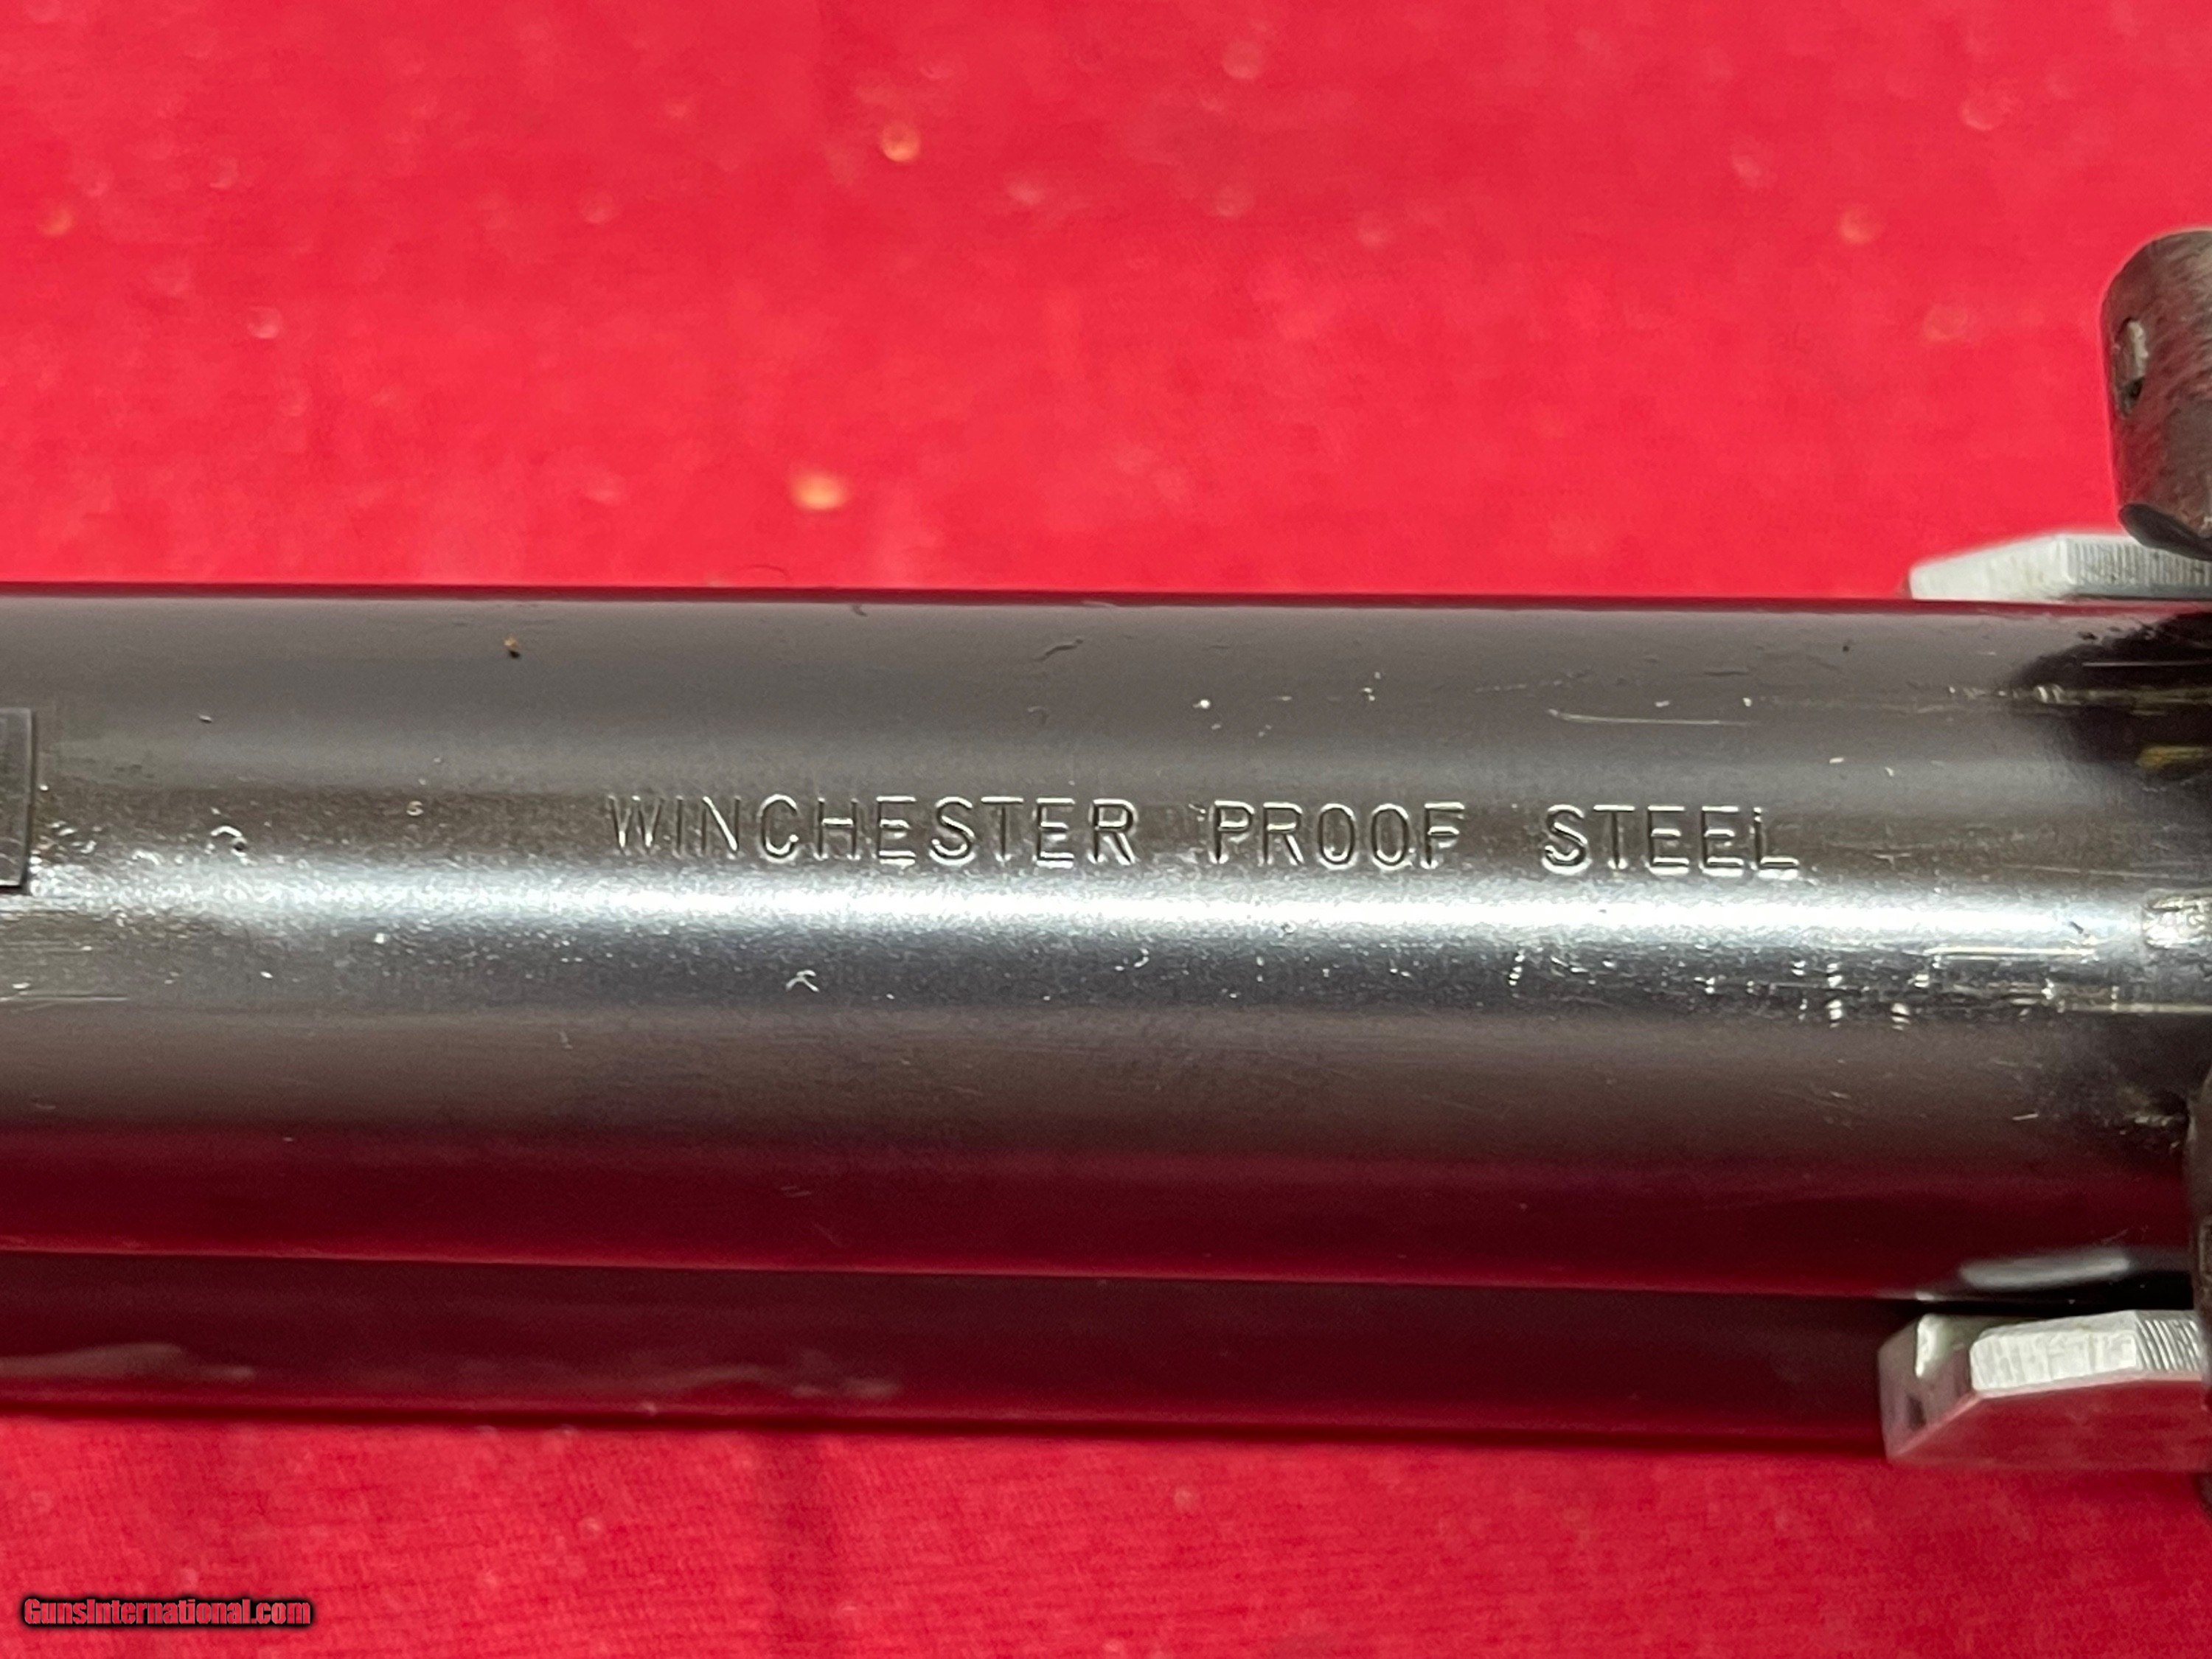 WINCHESTER PROOF STEEL
GunsInternational.com